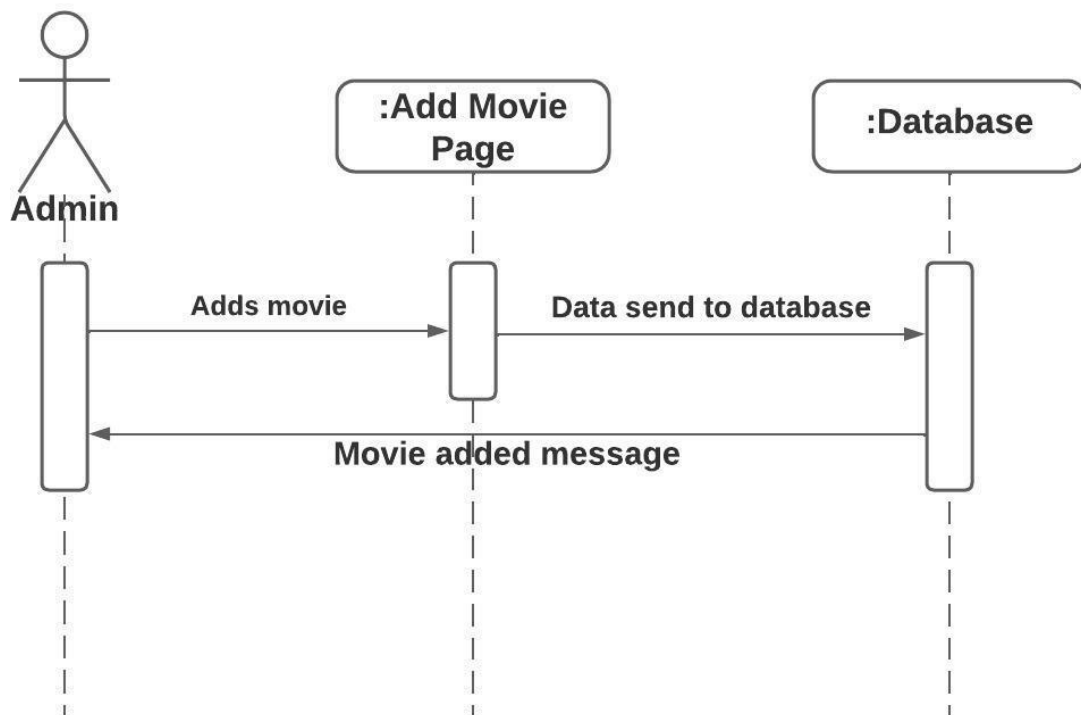 :Add Movie
Page
:Database
Admin
Adds movie
Data send to database
Movie added message